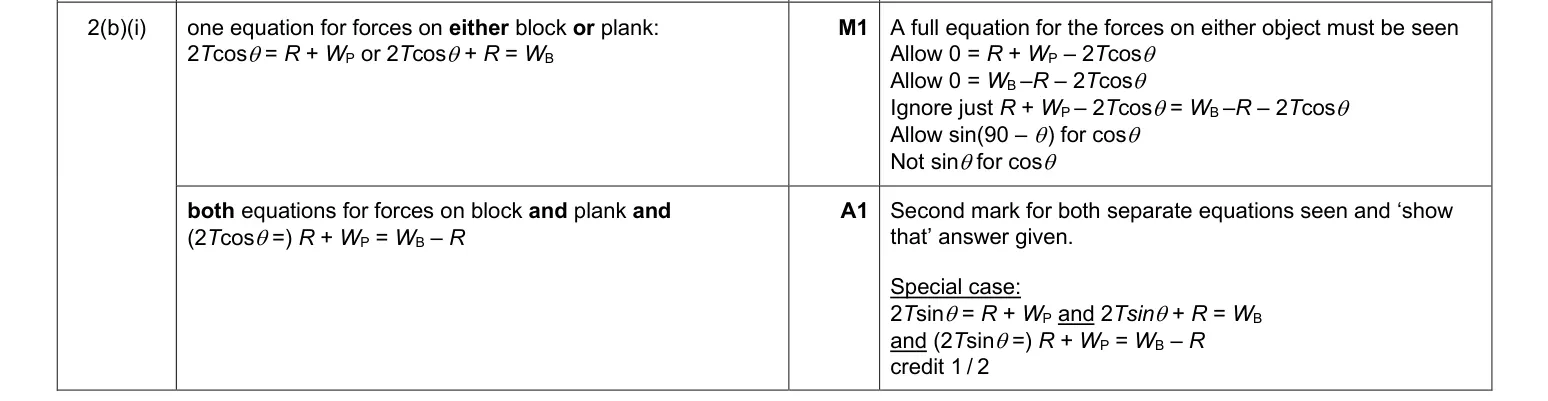 2(b)(i)
one equation for forces on either block or plank:
2Tcosθ = R + WP or 2Tcosθ + R = WB
M1
A full equation for the forces on either object must be seen
Allow 0 = R + WP – 2Tcosθ
Allow 0 = WB –R – 2Tcosθ
Ignore just R + WP – 2Tcosθ = WB –R – 2Tcosθ
Allow sin(90 – θ) for cosθ
Not sinθ for cosθ
both equations for forces on block and plank and
(2Tcosθ =) R + WP = WB – R
A1
Second mark for both separate equations seen and ‘show
that’ answer given.
Special case:
2Tsinθ = R + WP and 2Tsinθ + R = WB
and (2Tsinθ =) R + WP = WB – R
credit 1 / 2